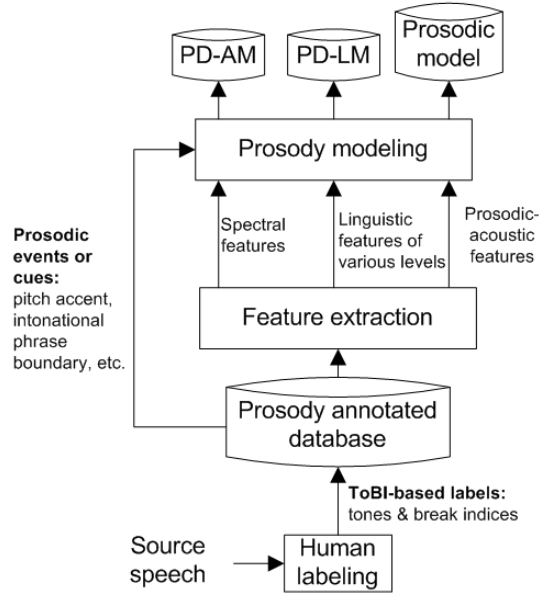 PD-AM
PD-LM
Prosodic
model
Prosody modeling
Spectral
features
Linguistic
features of
various levels
Prosodic-
acoustic
features
Prosodic
events or
cues:
pitch accent,
intonational
phrase
boundary, etc.
Feature extraction
Prosody annotated
database
ToBI-based labels:
tones & break indices
Source
speech
Human
labeling